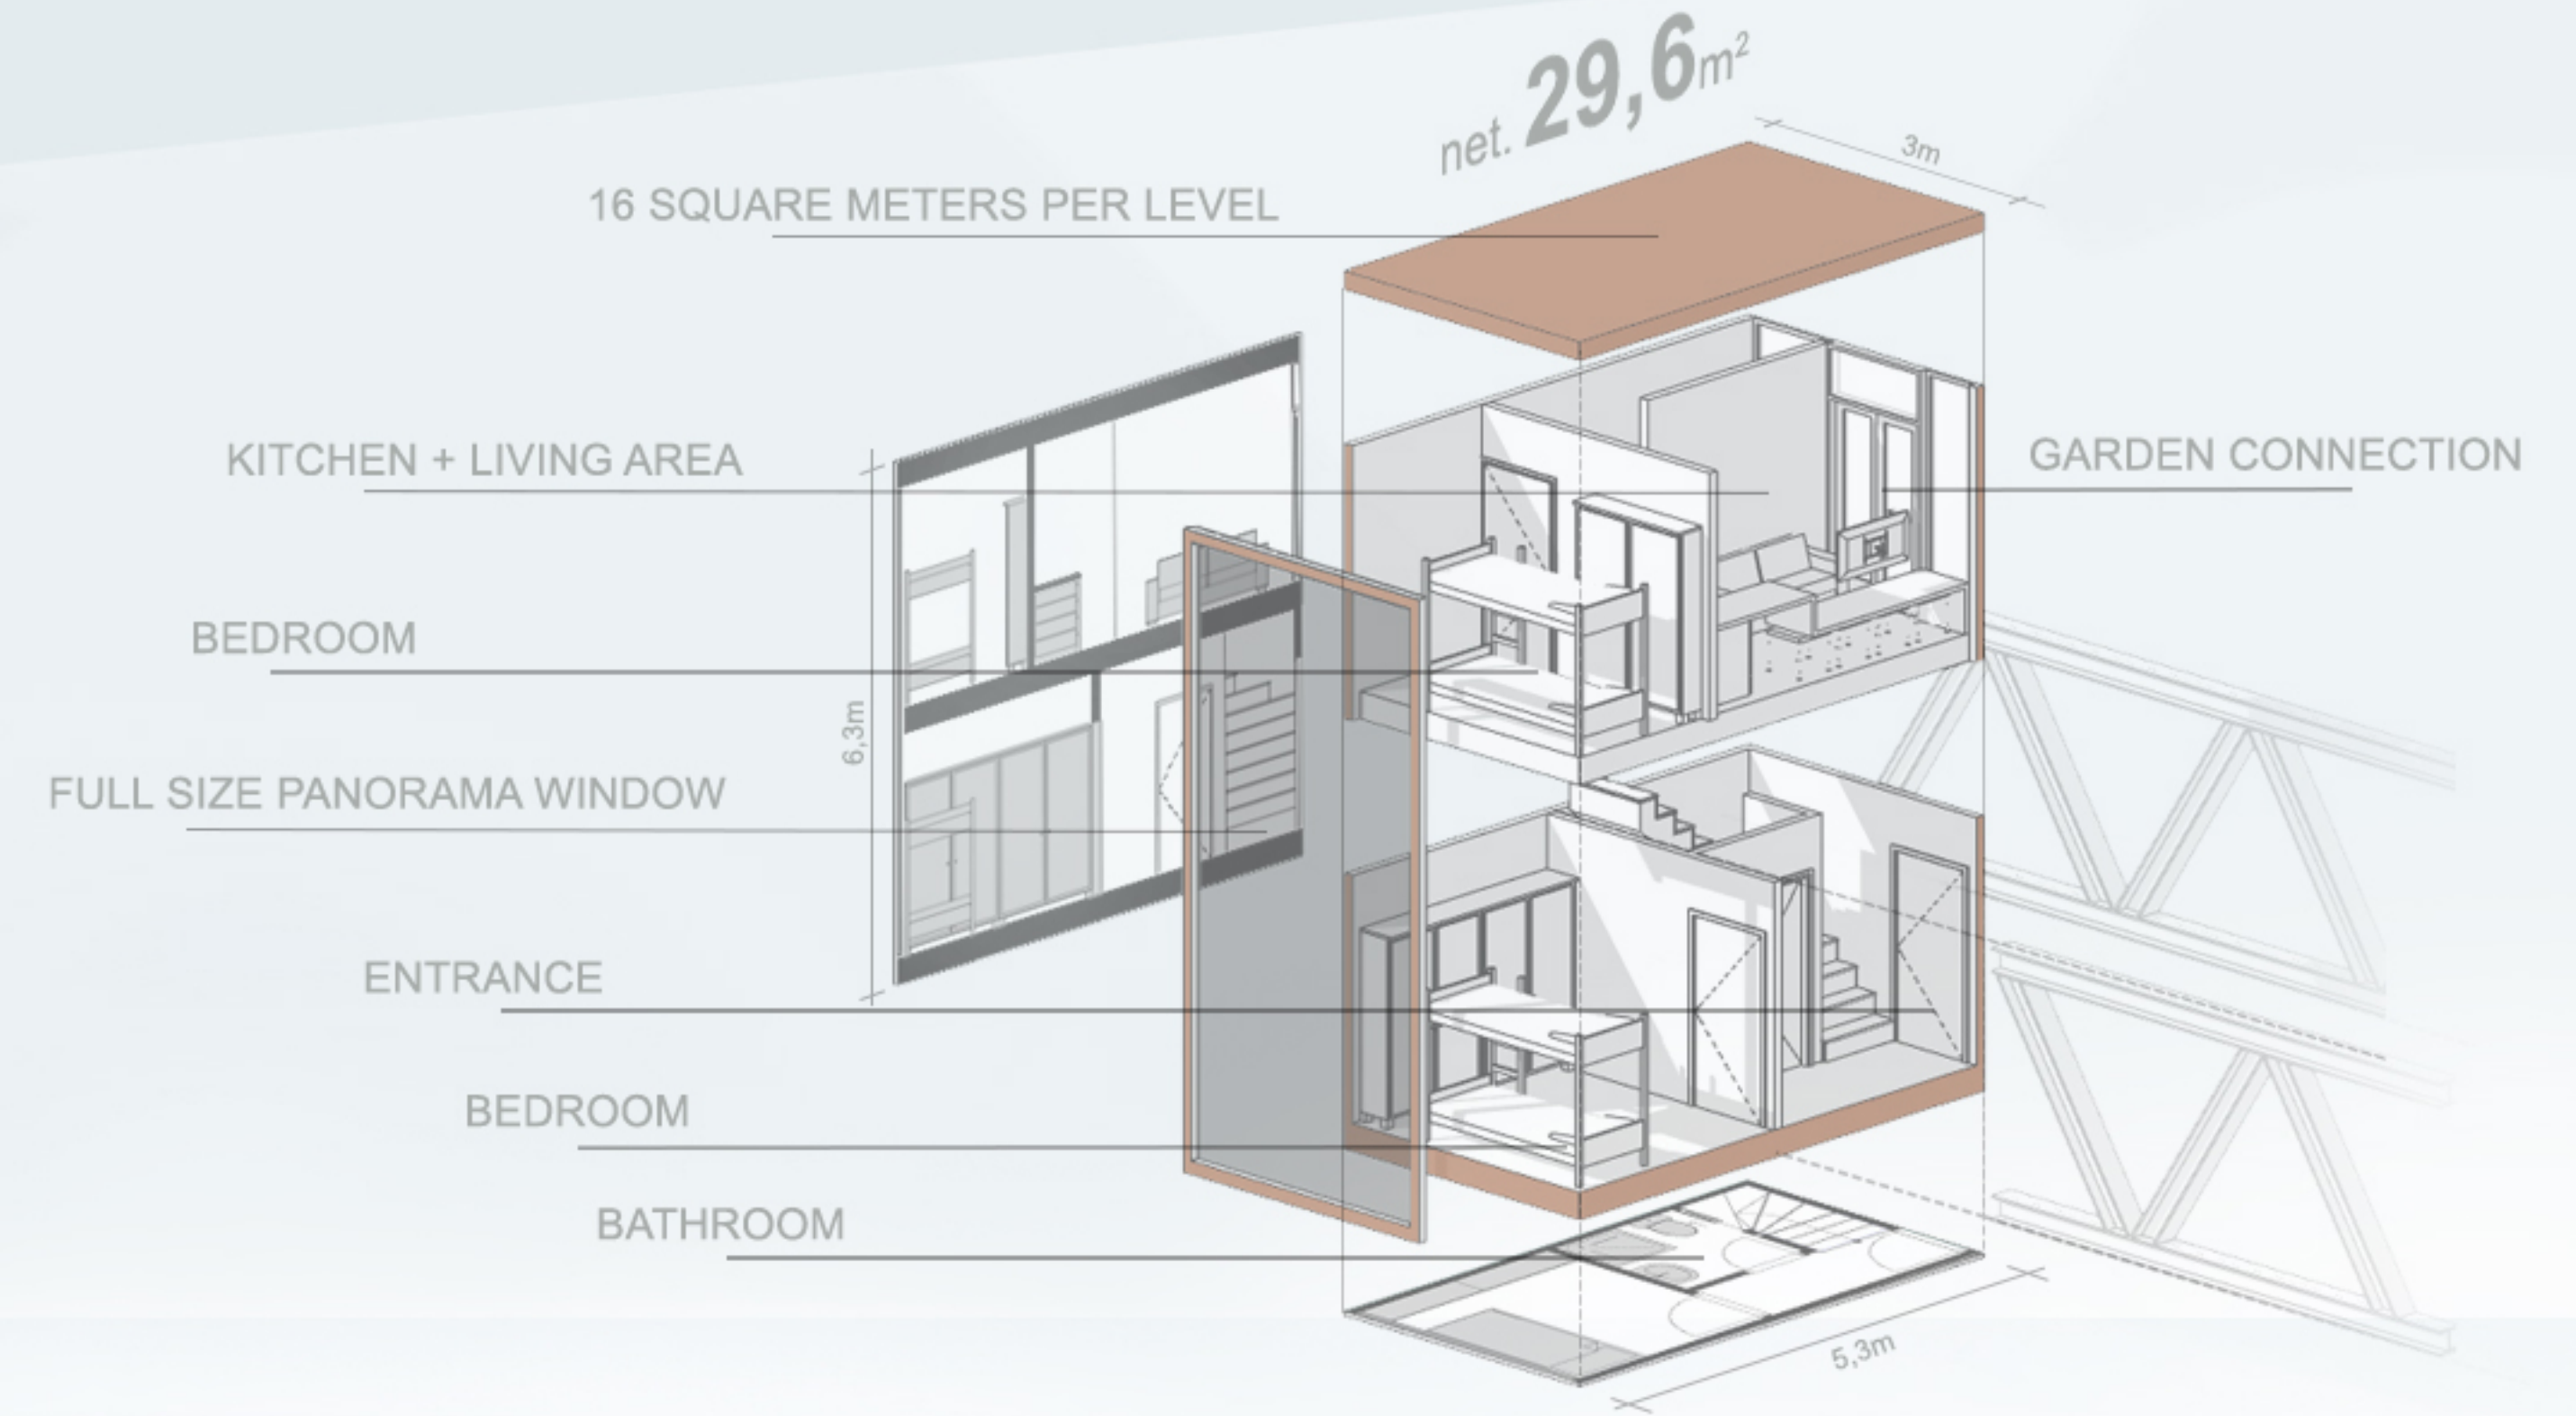 net. 29,6m²
3m
16 SQUARE METERS PER LEVEL
KITCHEN + LIVING AREA
GARDEN CONNECTION
BEDROOM
6,3m
FULL SIZE PANORAMA WINDOW
ENTRANCE
BEDROOM
BATHROOM
5,3m